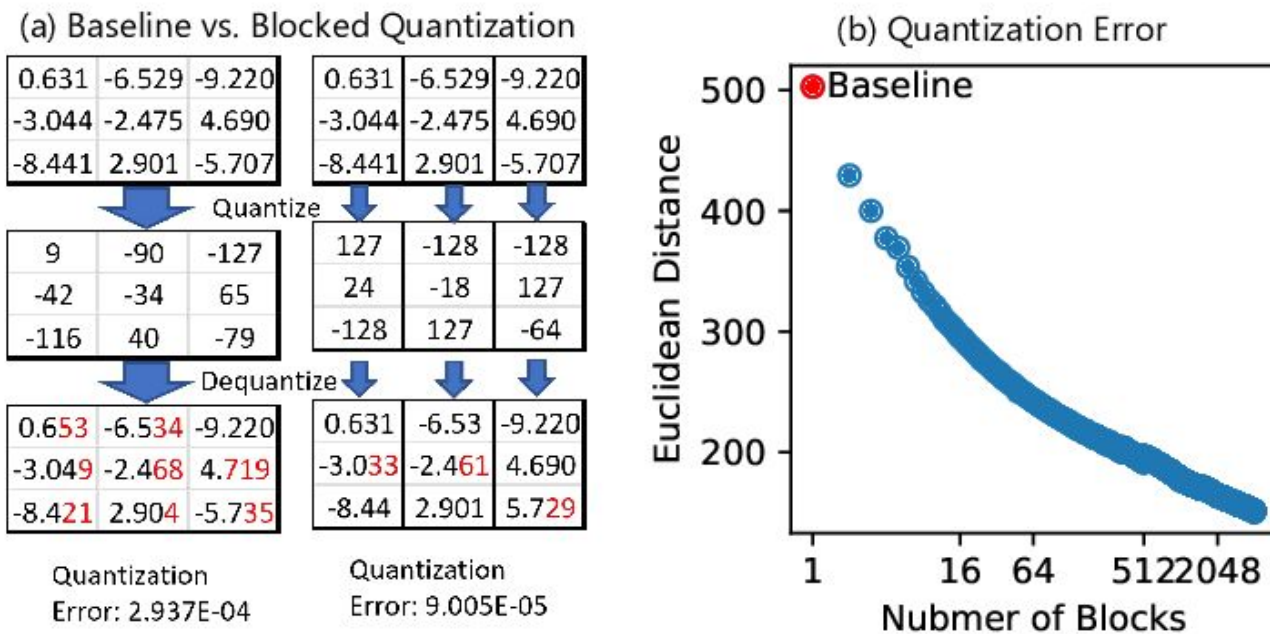 (a) Baseline vs. Blocked Quantization
0.631 -6.529 -9.220
-3.044 -2.475 4.690
-8.441 2.901 -5.707
0.631 -6.529 -9.220
-3.044 -2.475 4.690
-8.441 2.901 -5.707
Quantize
9 -90 -127
-42 -34 65
-116 40 -79
127 -128 -128
24 -18 127
-128 127 -64
Dequantize
0.653 -6.534 -9.220
-3.049 -2.468 4.719
-8.421 2.904 -5.735
0.631 -6.53 -9.220
-3.033 -2.461 4.690
-8.44 2.901 5.729
Quantization
Error: 2.937E-04
Quantization
Error: 9.005E-05
(b) Quantization Error
Baseline
Euclidean Distance
500
400
300
200
1 16 64 512 2048
Nubmer of Blocks